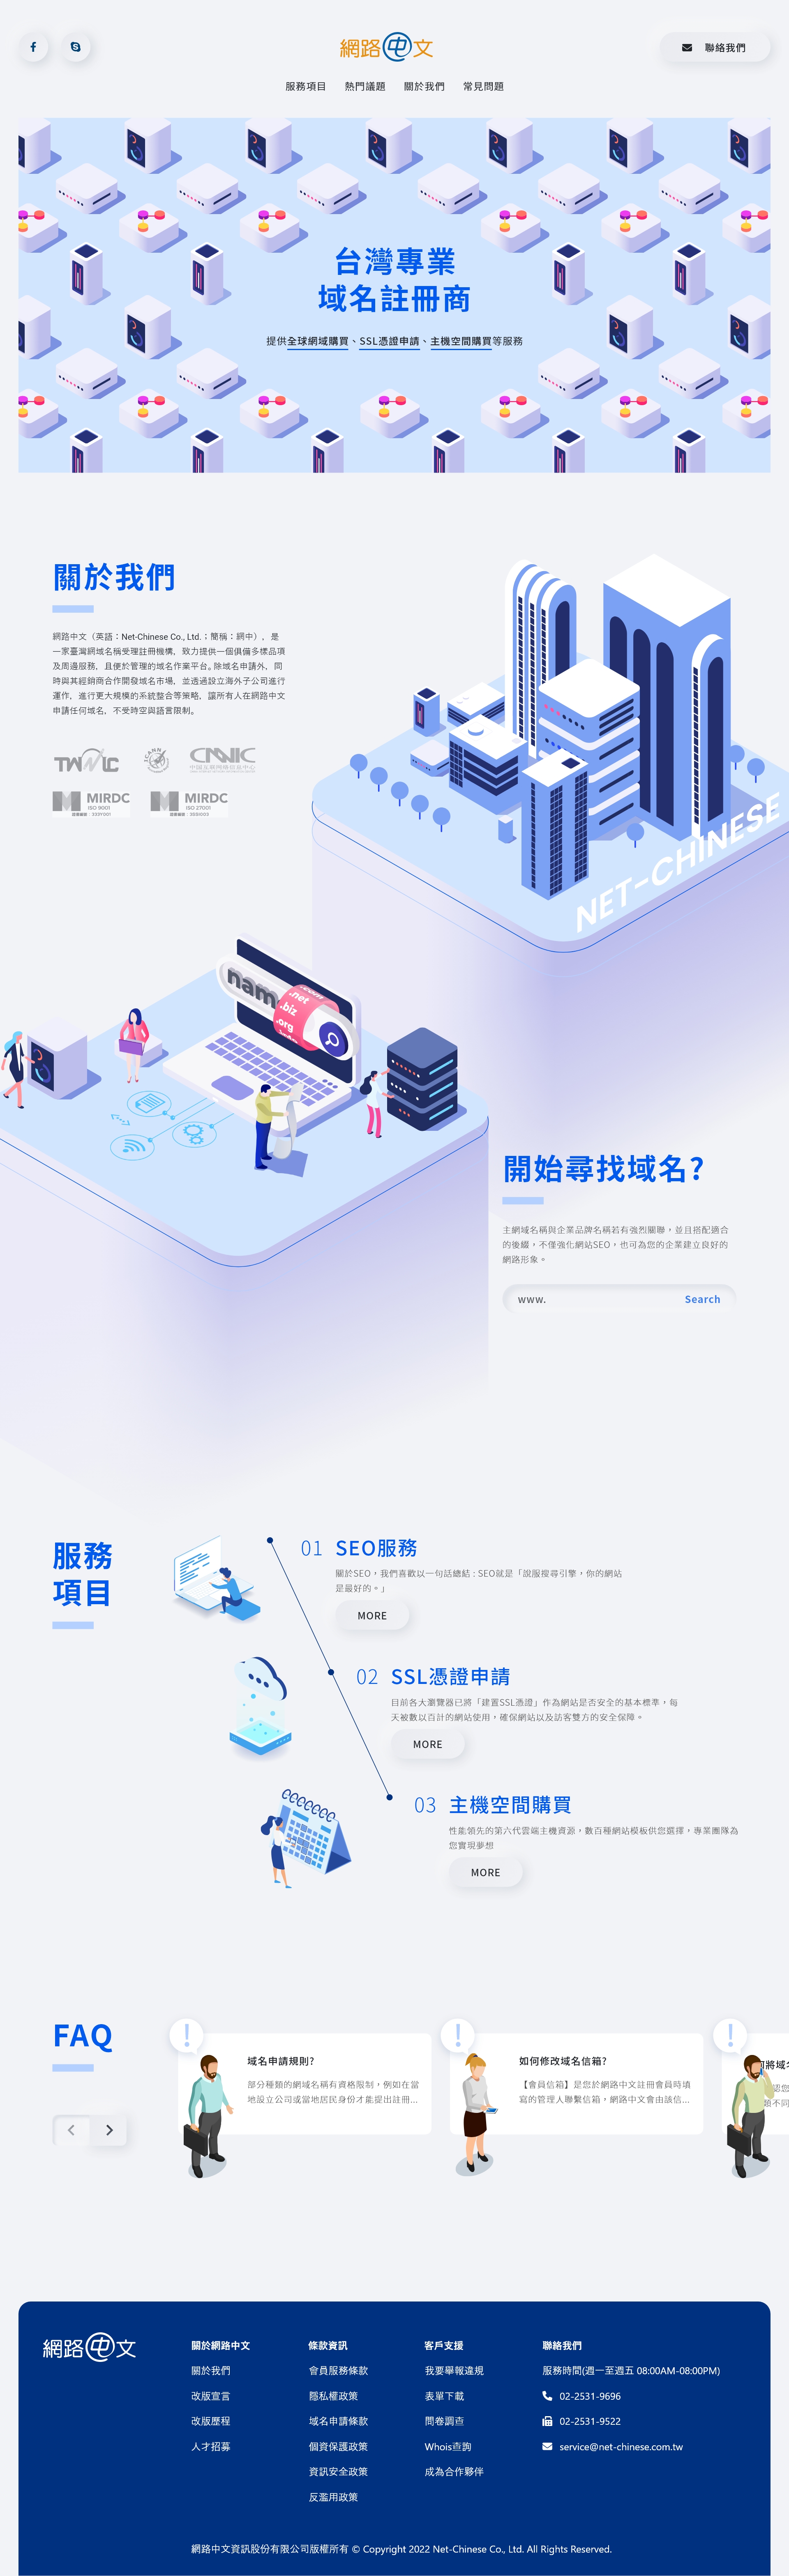 網路中文
聯絡我們
服務項目 熱門議題 關於我們 常見問題
台灣專業
域名註冊商
提供全球網域購買、SSL憑證申請、主機空間購買等服務
關於我們
網路中文（英語：Net-Chinese Co., Ltd.；簡稱：網中），是
一家臺灣網域名稱受理註冊機構，致力提供一個俱備多樣品項
及周邊服務，且便於管理的域名作業平台。除域名申請外，同
時與其經銷商合作開發域名市場，並透過設立海外子公司進行
運作，進行更大規模的系統整合等策略，讓所有人在網路中文
申請任何域名，不受時空與語言限制。
TWNIC ICANN CNNIC
中国互联网络信息中心
MIRDC MIRDC
ISO 9001 ISO 27001
NET-CHINESE
nam
.net
.biz
.org
開始尋找域名?
主網域名稱與企業品牌名稱若有強烈關聯，並且搭配適合
的後綴，不僅強化網站SEO，也可為您的企業建立良好的
網路形象。
www. Search
服務
項目
01 SEO服務
關於SEO，我們喜歡以一句話總結 : SEO就是「說服搜尋引擎，你的網站
是最好的。」
MORE
02 SSL憑證申請
目前各大瀏覽器已將「建置SSL憑證」作為網站是否安全的基本標準，每
天被數以百計的網站使用，確保網站以及訪客雙方的安全保障。
MORE
03 主機空間購買
性能領先的第六代雲端主機資源，數百種網站模板供您選擇，專業團隊為
您實現夢想
MORE
FAQ
域名申請規則?
部分種類的網域名稱有資格限制，例如在當
地設立公司或當地居民身份才能提出註冊...
如何修改域名信箱?
【會員信箱】是您於網路中文註冊會員時填
寫的管理人聯繫信箱，網路中文會由該信...
將域名
認您
類不同
網路中文
關於網路中文
關於我們
改版宣言
改版歷程
人才招募
條款資訊
會員服務條款
隱私權政策
域名申請條款
個資保護政策
資訊安全政策
反濫用政策
客戶支援
我要舉報違規
表單下載
問卷調查
Whois查詢
成為合作夥伴
聯絡我們
服務時間(週一至週五 08:00AM-08:00PM)
02-2531-9696
02-2531-9522
service@net-chinese.com.tw
網路中文資訊股份有限公司版權所有 © Copyright 2022 Net-Chinese Co., Ltd. All Rights Reserved.